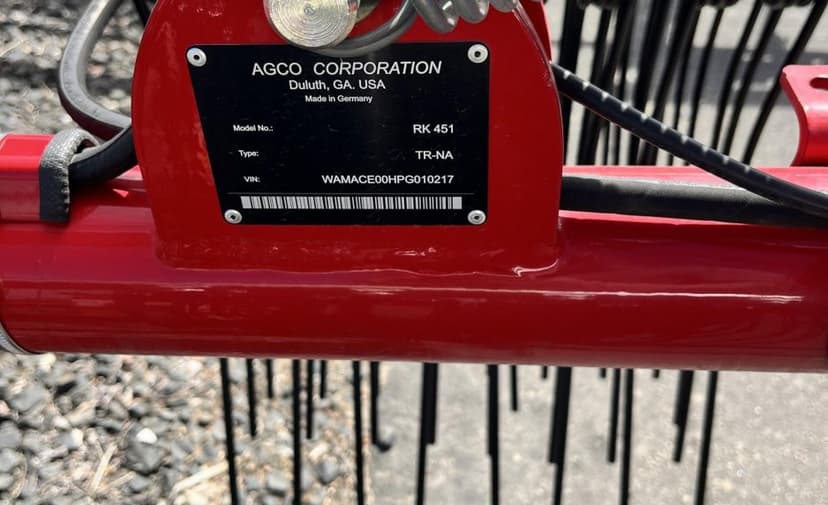 AGCO CORPORATION
Duluth, GA. USA
Made in Germany
Model No.: RK 451
Type: TR-NA
VIN: WAMACE00HPG010217